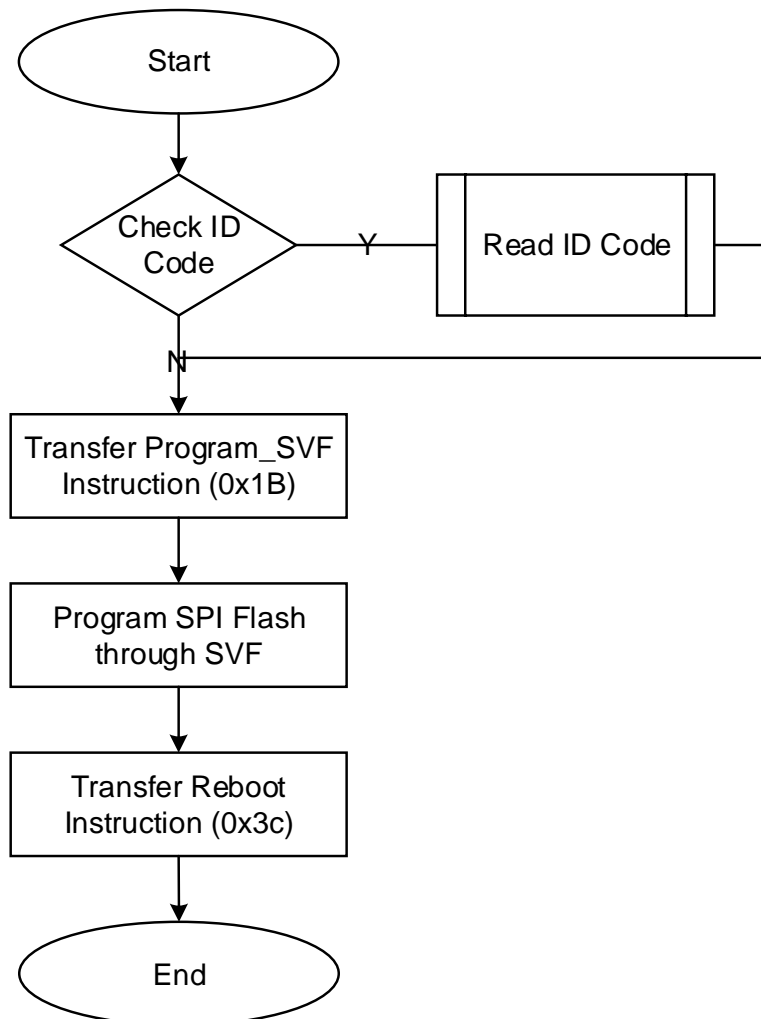 Start
Check ID
Code
Y
Read ID Code
N
Transfer Program_SVF
Instruction (0x1B)
Program SPI Flash
through SVF
Transfer Reboot
Instruction (0x3c)
End